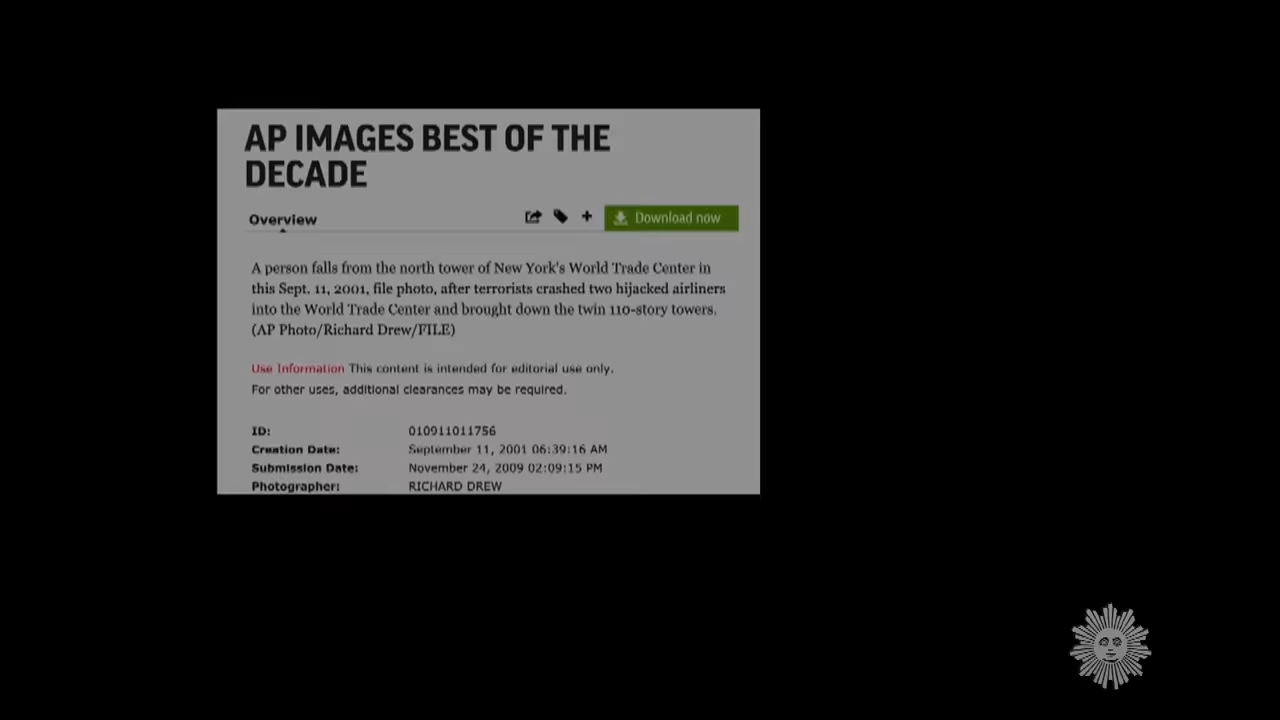 AP IMAGES BEST OF THE
DECADE
Overview
Download now
A person falls from the north tower of New York's World Trade Center in
this Sept. 11, 2001, file photo, after terrorists crashed two hijacked airliners
into the World Trade Center and brought down the twin 110-story towers.
(AP Photo/Richard Drew/FILE)
Use Information This content is intended for editorial use only.
For other uses, additional clearances may be required.
ID: 010911011756
Creation Date: September 11, 2001 06:39:16 AM
Submission Date: November 24, 2009 02:09:15 PM
Photographer: RICHARD DREW